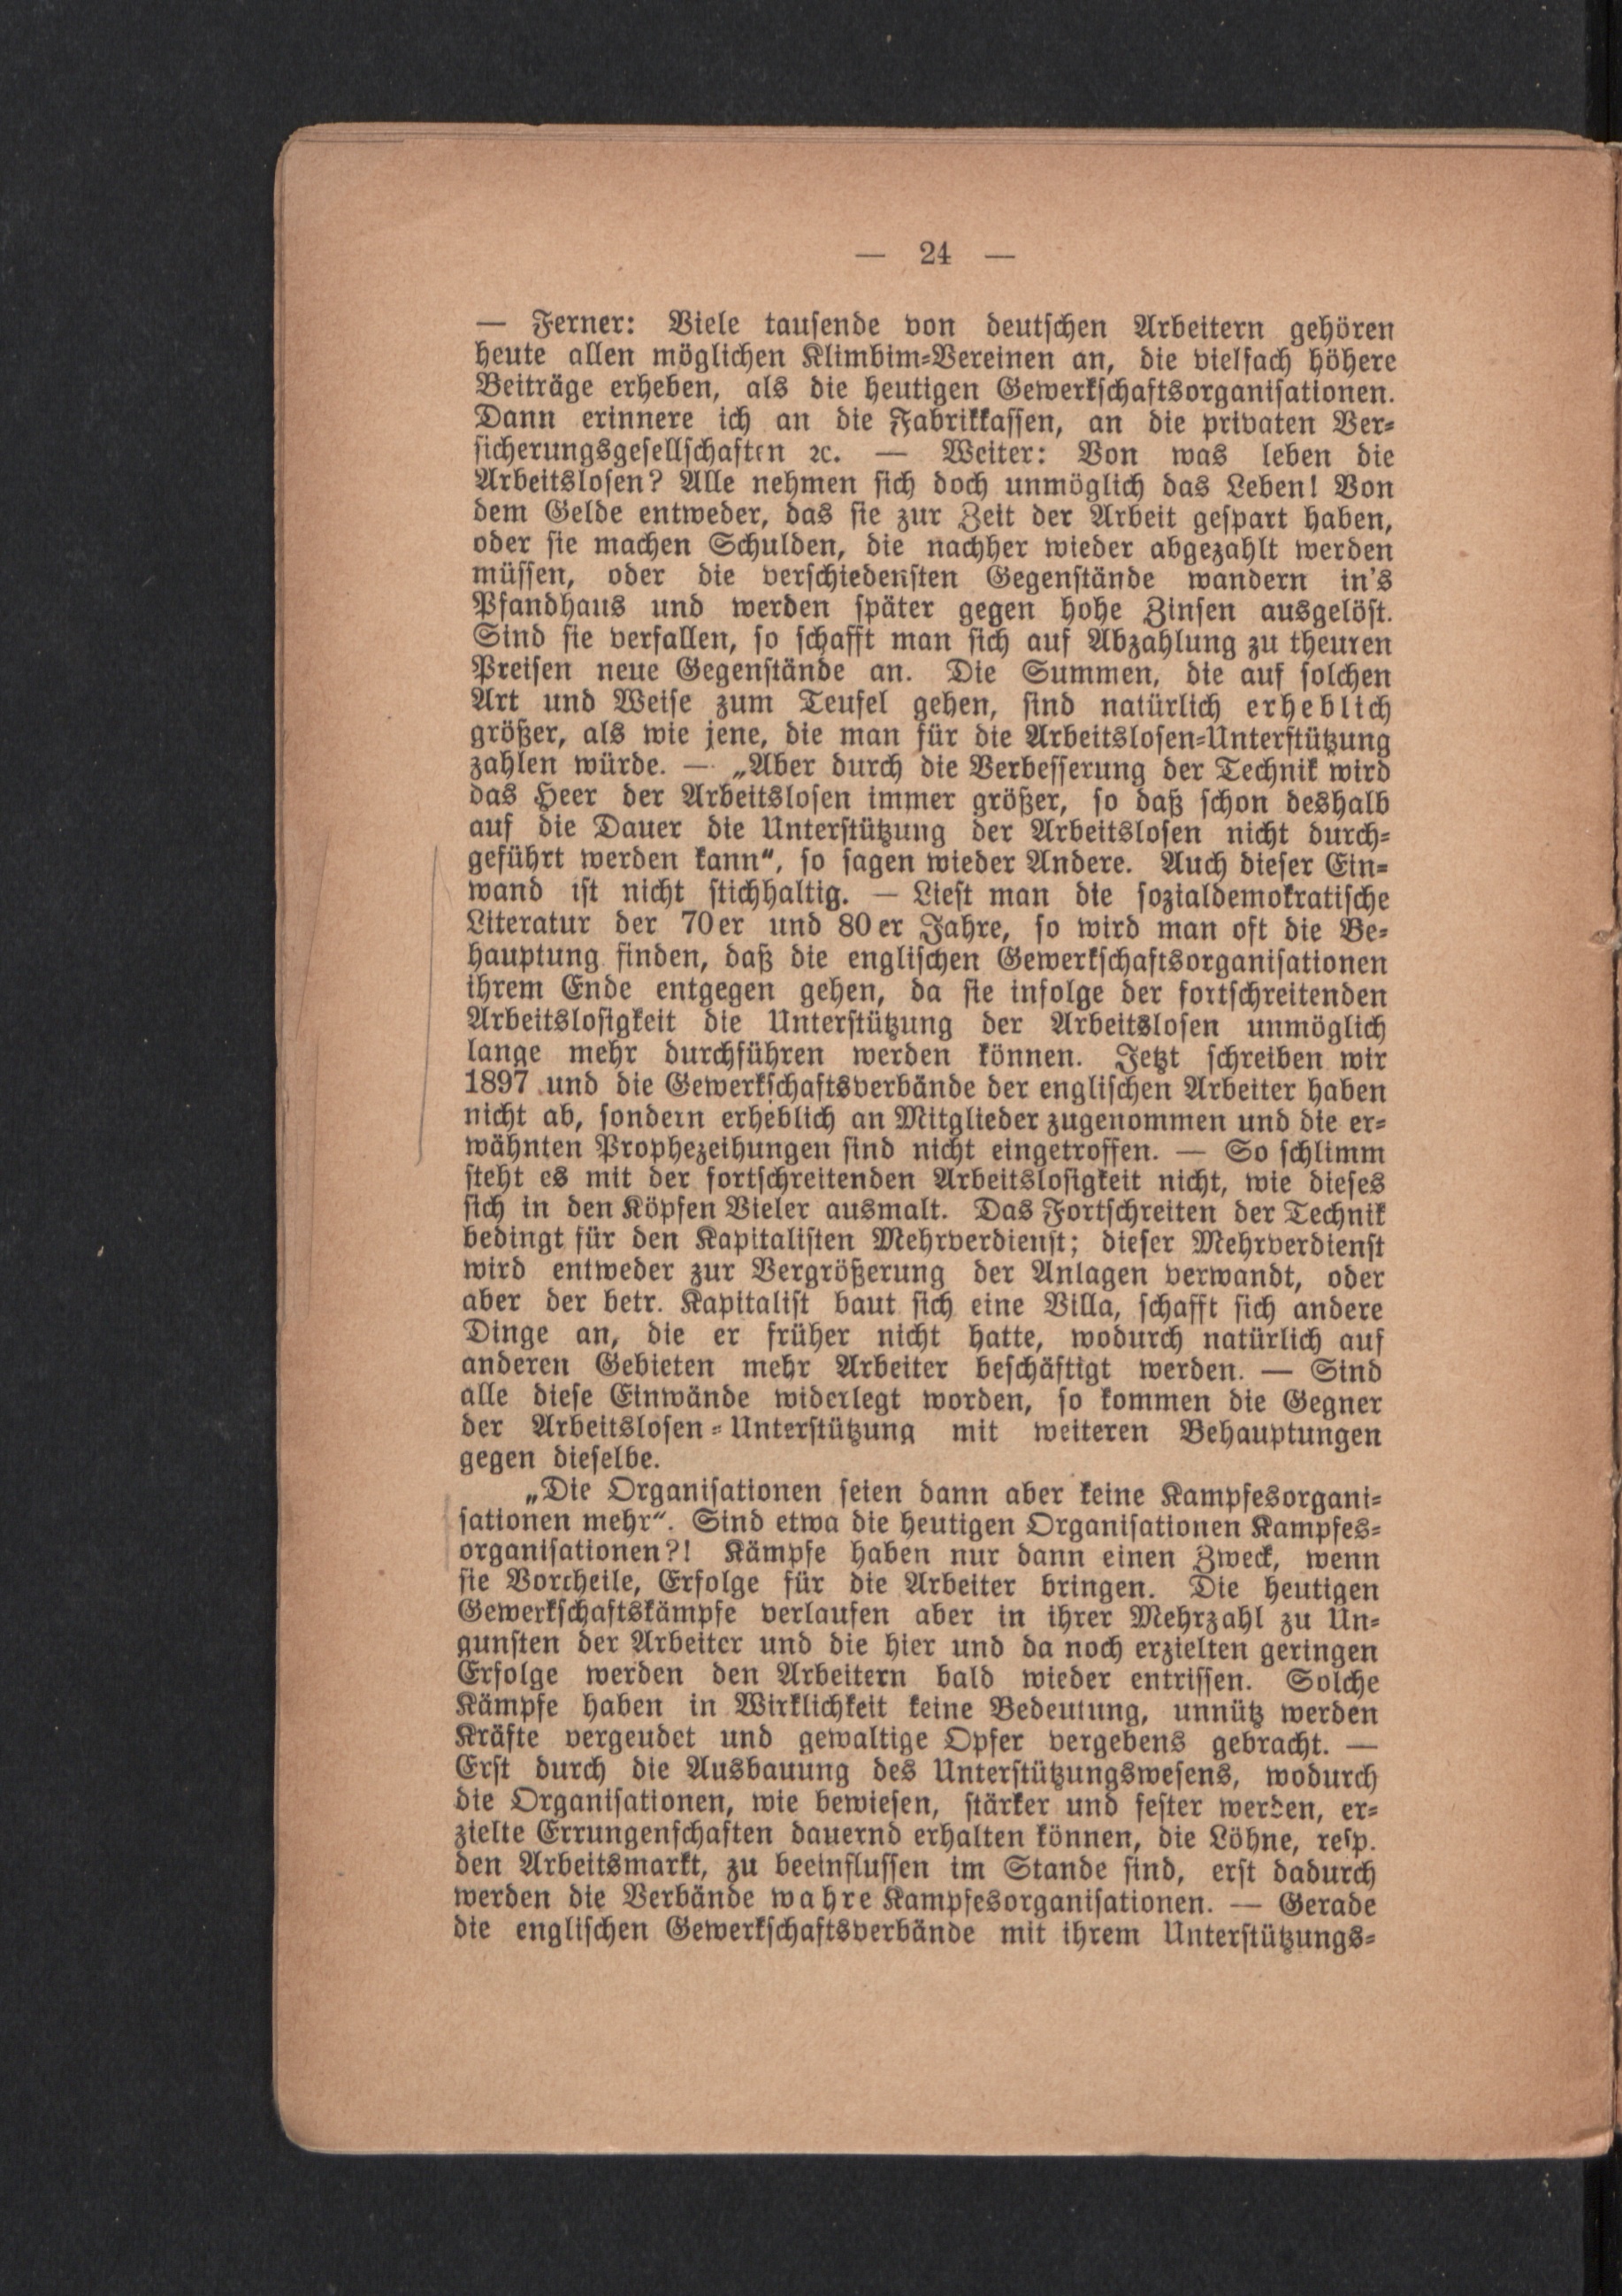 — 24 —
— Ferner: Viele tausende von deutschen Arbeitern gehören
heute allen möglichen Klimbim-Vereinen an, die vielfach höhere
Beiträge erheben, als die heutigen Gewerkschaftsorganisationen.
Dann erinnere ich an die Fabrikkassen, an die privaten Ver-
sicherungsgesellschaften ꝛc. — Weiter: Von was leben die
Arbeitslosen? Alle nehmen sich doch unmöglich das Leben! Von
dem Gelde entweder, das sie zur Zeit der Arbeit gespart haben,
oder sie machen Schulden, die nachher wieder abgezahlt werden
müssen, oder die verschiedensten Gegenstände wandern in's
Pfandhaus und werden später gegen hohe Zinsen ausgelöst.
Sind sie verfallen, so schafft man sich auf Abzahlung zu theuren
Preisen neue Gegenstände an. Die Summen, die auf solchen
Art und Weise zum Teufel gehen, sind natürlich erheblich
größer, als wie jene, die man für die Arbeitslosen-Unterstützung
zahlen würde. — „Aber durch die Verbesserung der Technik wird
das Heer der Arbeitslosen immer größer, so daß schon deshalb
auf die Dauer die Unterstützung der Arbeitslosen nicht durch-
geführt werden kann“, so sagen wieder Andere. Auch dieser Ein-
wand ist nicht stichhaltig. — Liest man die sozialdemokratische
Literatur der 70er und 80er Jahre, so wird man oft die Be-
hauptung finden, daß die englischen Gewerkschaftsorganisationen
ihrem Ende entgegen gehen, da sie infolge der fortschreitenden
Arbeitslosigkeit die Unterstützung der Arbeitslosen unmöglich
lange mehr durchführen werden können. Jetzt schreiben wir
1897 und die Gewerkschaftsverbände der englischen Arbeiter haben
nicht ab, sondern erheblich an Mitglieder zugenommen und die er-
wähnten Prophezeihungen sind nicht eingetroffen. — So schlimm
steht es mit der fortschreitenden Arbeitslosigkeit nicht, wie dieses
sich in den Köpfen Vieler ausmalt. Das Fortschreiten der Technik
bedingt für den Kapitalisten Mehrverdienst; dieser Mehrverdienst
wird entweder zur Vergrößerung der Anlagen verwandt, oder
aber der betr. Kapitalist baut sich eine Villa, schafft sich andere
Dinge an, die er früher nicht hatte, wodurch natürlich auf
anderen Gebieten mehr Arbeiter beschäftigt werden. — Sind
alle diese Einwände widerlegt worden, so kommen die Gegner
der Arbeitslosen-Unterstützung mit weiteren Behauptungen
gegen dieselbe.
„Die Organisationen seien dann aber keine Kampfesorgani-
sationen mehr“. Sind etwa die heutigen Organisationen Kampfes-
organisationen?! Kämpfe haben nur dann einen Zweck, wenn
sie Vortheile, Erfolge für die Arbeiter bringen. Die heutigen
Gewerkschaftskämpfe verlaufen aber in ihrer Mehrzahl zu Un-
gunsten der Arbeiter und die hier und da noch erzielten geringen
Erfolge werden den Arbeitern bald wieder entrissen. Solche
Kämpfe haben in Wirklichkeit keine Bedeutung, unnütz werden
Kräfte vergeudet und gewaltige Opfer vergebens gebracht. —
Erst durch die Ausbauung des Unterstützungswesens, wodurch
die Organisationen, wie bewiesen, stärker und fester werden, er-
zielte Errungenschaften dauernd erhalten können, die Löhne, resp.
den Arbeitsmarkt, zu beeinflussen im Stande sind, erst dadurch
werden die Verbände wahre Kampfesorganisationen. — Gerade
die englischen Gewerkschaftsverbände mit ihrem Unterstützungs-